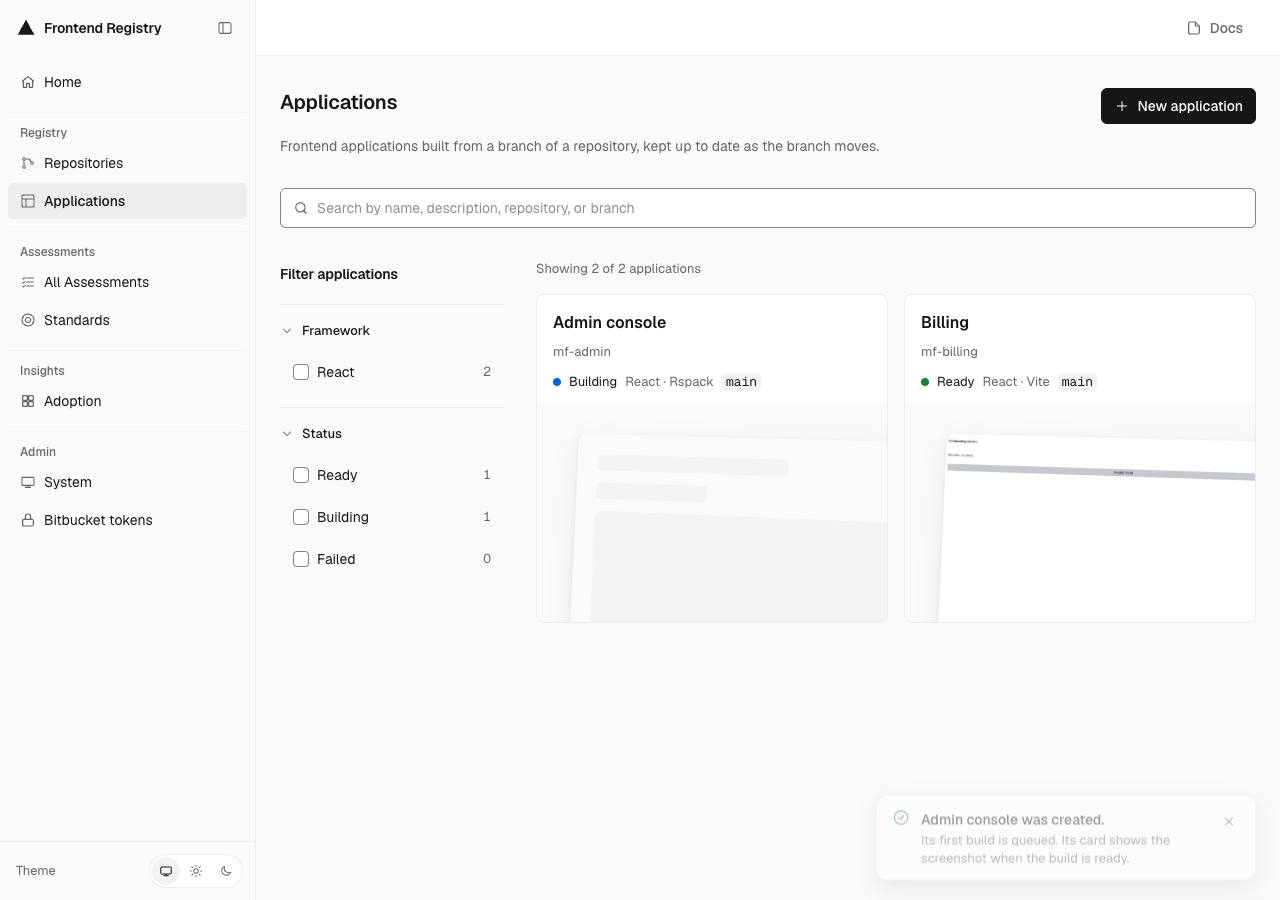 Frontend Registry
Docs
Home
Registry
Repositories
Applications
Assessments
All Assessments
Standards
Insights
Adoption
Admin
System
Bitbucket tokens
Theme
Applications
New application
Frontend applications built from a branch of a repository, kept up to date as the branch moves.
Search by name, description, repository, or branch
Filter applications
Framework
React 2
Status
Ready 1
Building 1
Failed 0
Showing 2 of 2 applications
Admin console
mf-admin
Building React · Rspack main
Billing
mf-billing
Ready React · Vite main
Admin console was created.
Its first build is queued. Its card shows the
screenshot when the build is ready.